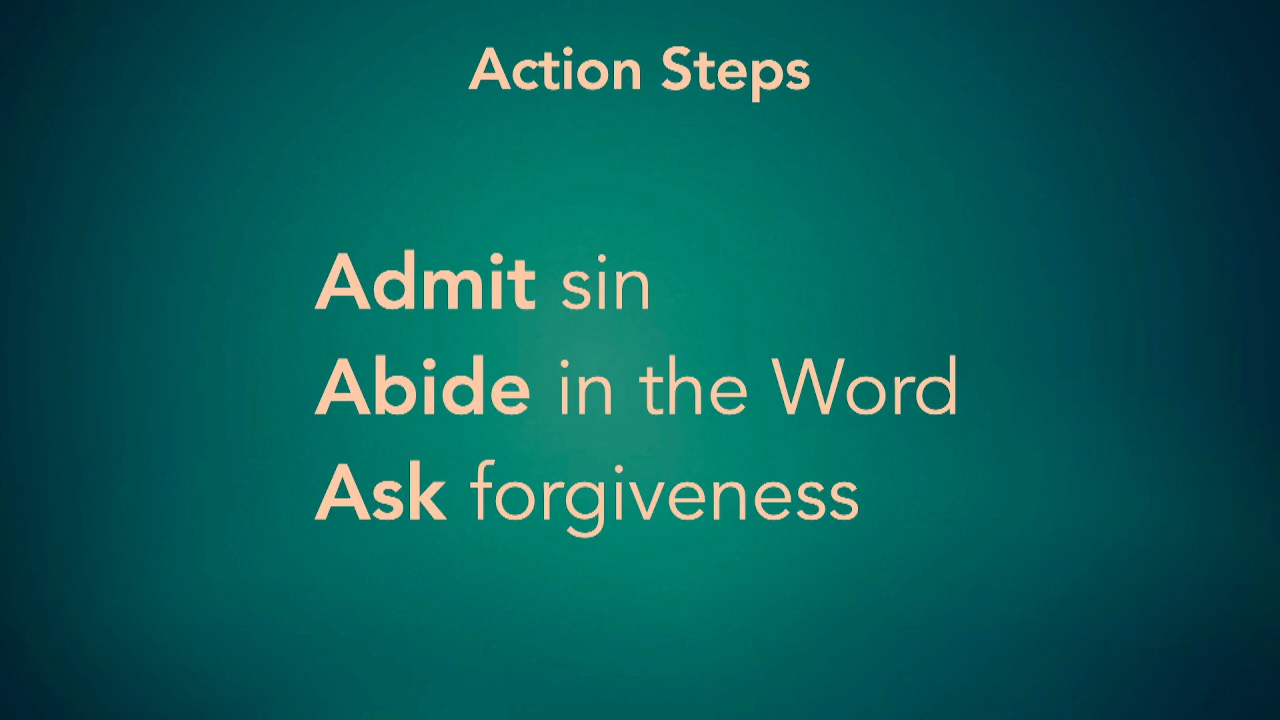 Action Steps
Admit sin
Abide in the Word
Ask forgiveness